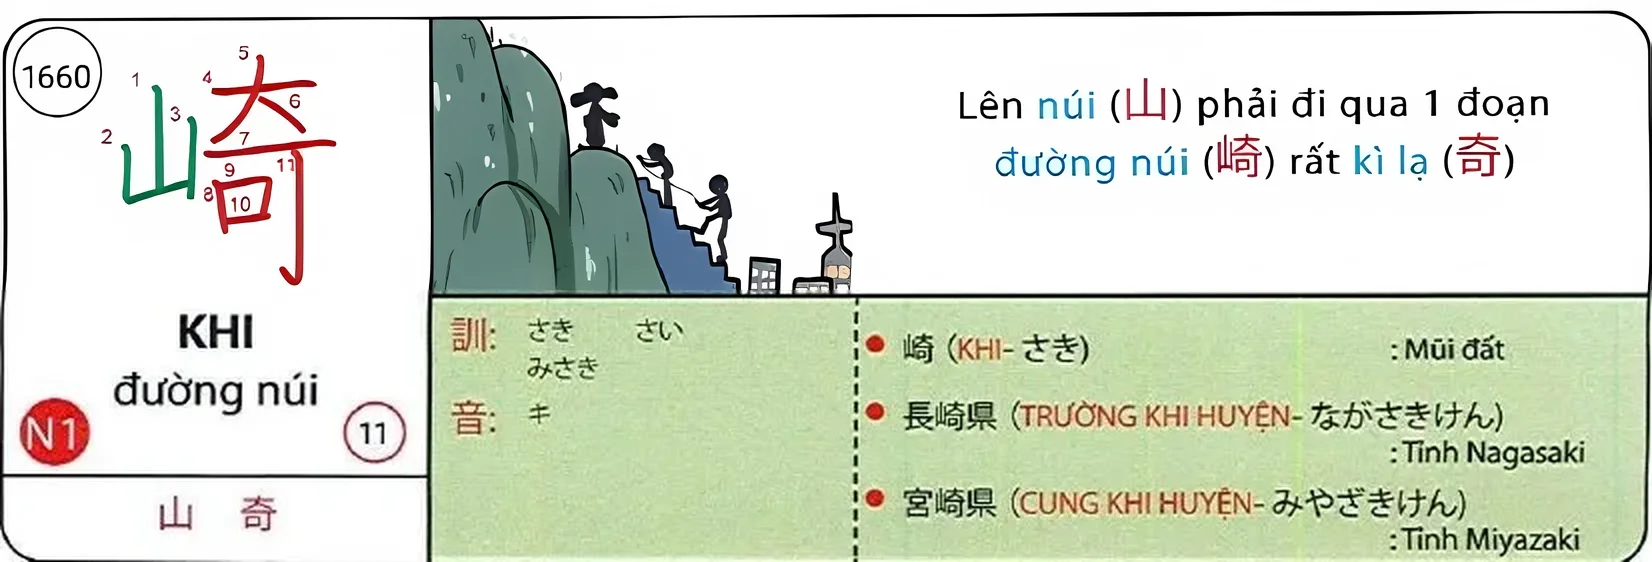 1660
1
2
3
4
5
6
7
8
9
10
11
崎
KHI
đường núi
N1
11
山 奇
Lên núi (山) phải đi qua 1 đoạn
đường núi (崎) rất kì lạ (奇)
訓: さき さい
みさき
音: キ
崎 (KHI- さき) : Mũi đất
長崎県 (TRƯỜNG KHI HUYỆN- ながさきけん)
: Tỉnh Nagasaki
宮崎県 (CUNG KHI HUYỆN- みやざきけん)
: Tỉnh Miyazaki